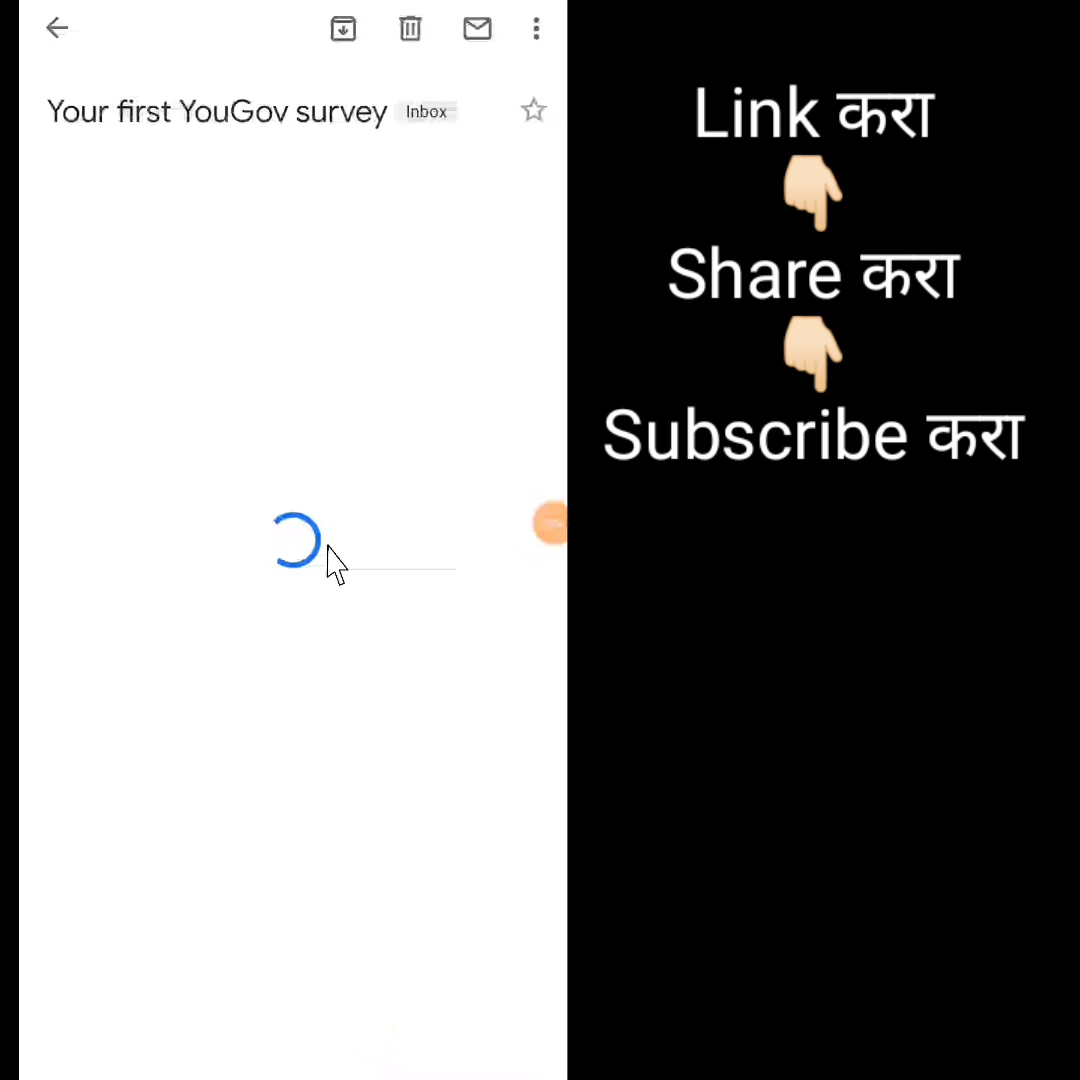 Your first YouGov survey Inbox
Link करा
Share करा
Subscribe करा